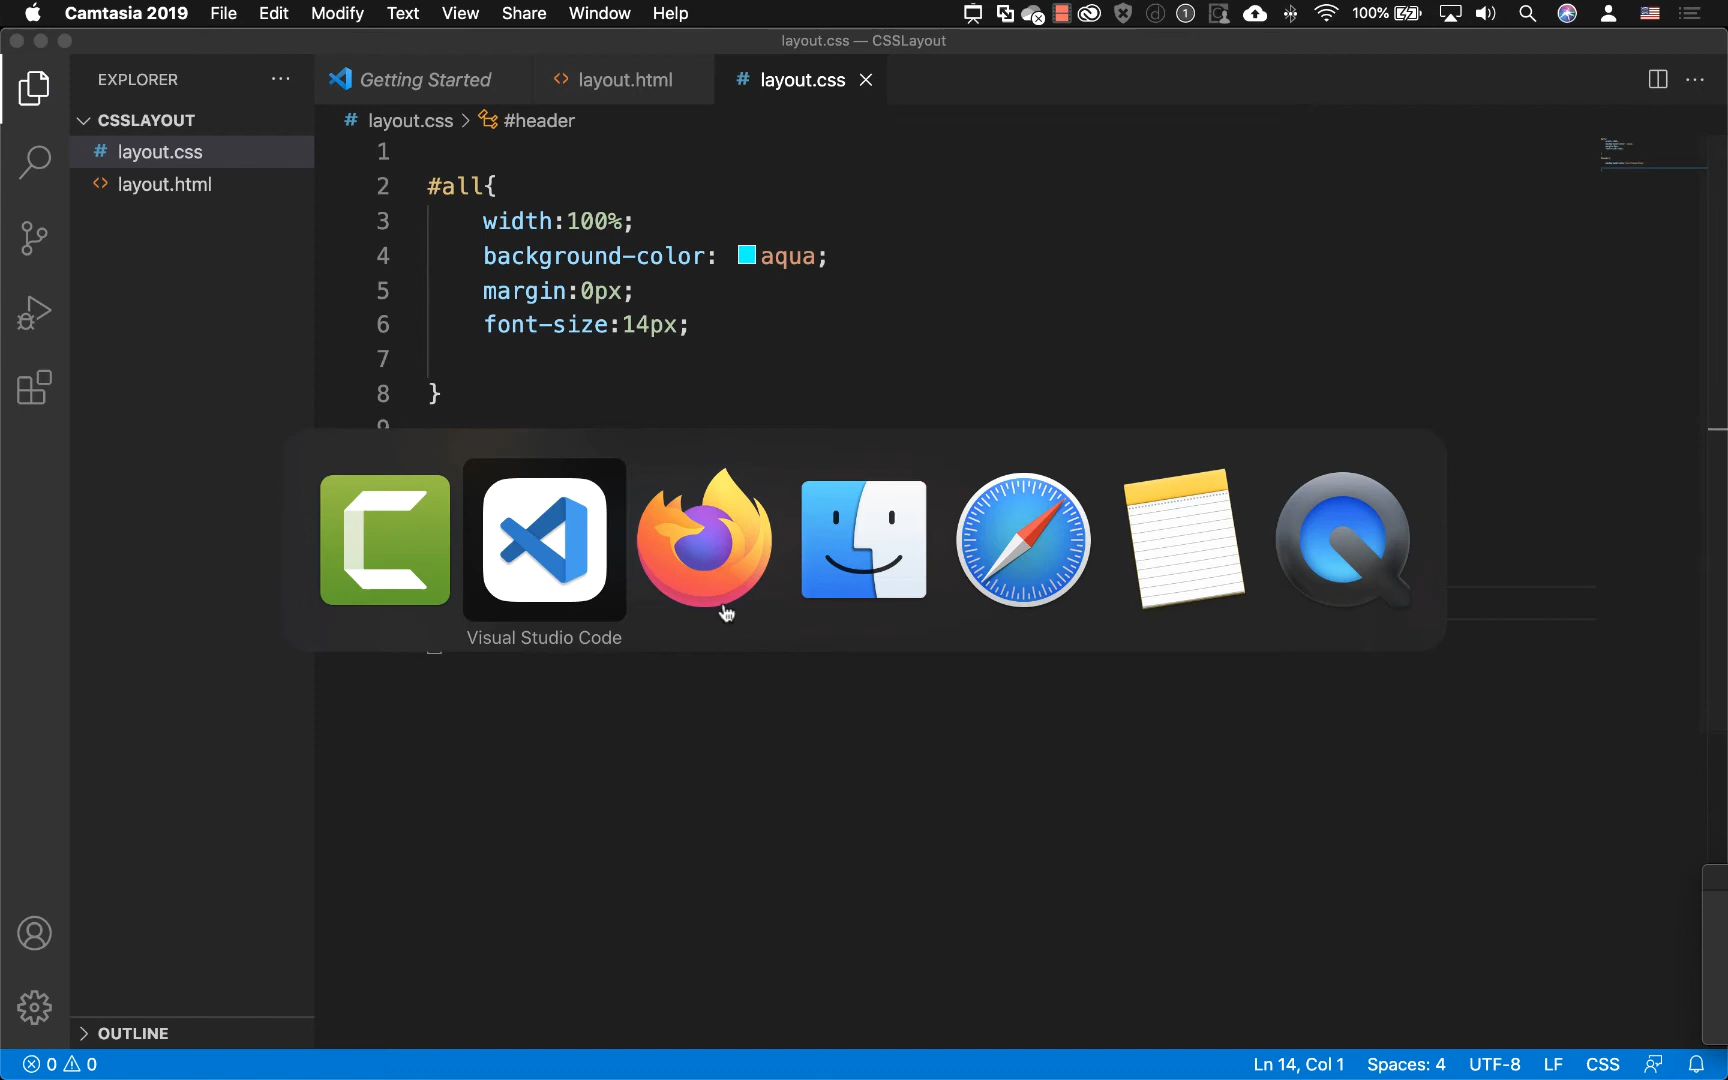 Camtasia 2019 File Edit Modify Text View Share Window Help 100%
layout.css — CSSLayout
EXPLORER
Getting Started
layout.html
# layout.css
CSSLAYOUT
# layout.css
<> layout.html
# layout.css > #header
1
2 #all{
3 width:100%;
4 background-color: aqua;
5 margin:0px;
6 font-size:14px;
7
8 }
9
Visual Studio Code
OUTLINE
0 0
Ln 14, Col 1 Spaces: 4 UTF-8 LF CSS